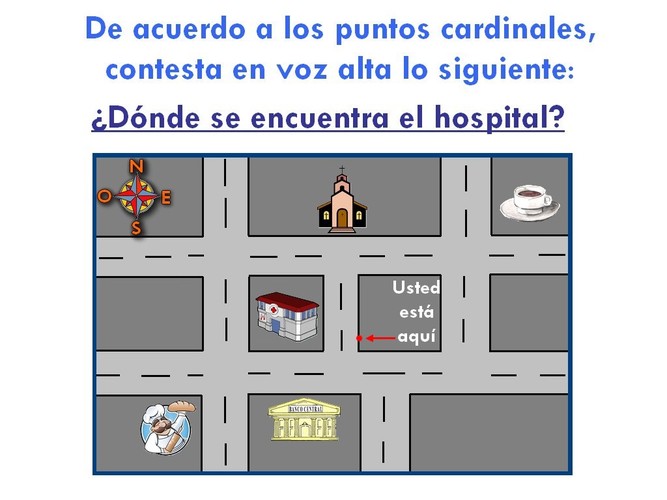 De acuerdo a los puntos cardinales,
contesta en voz alta lo siguiente:
¿Dónde se encuentra el hospital?
N
O E
S
Usted
está
aquí
BANCO CENTRAL